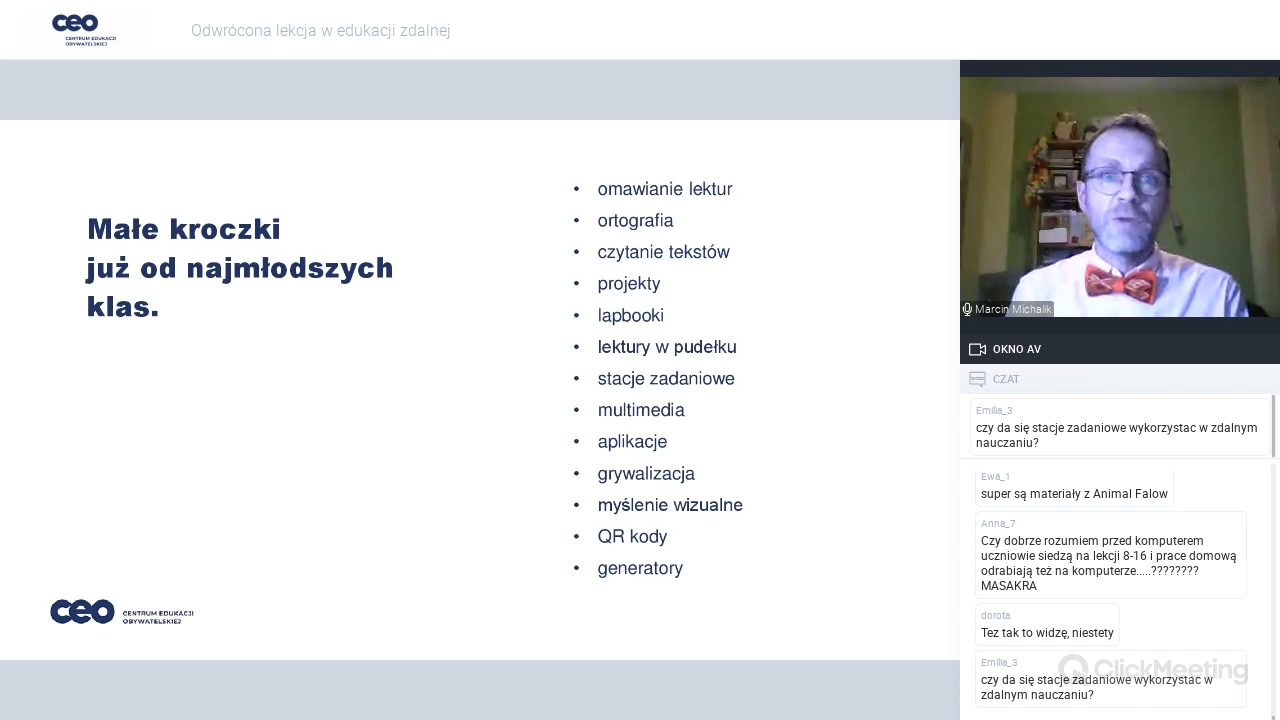 ceo
CENTRUM EDUKACJI
OBYWATELSKIEJ
Odwrócona lekcja w edukacji zdalnej
Małe kroczki
już od najmłodszych
klas.
• omawianie lektur
• ortografia
• czytanie tekstów
• projekty
• lapbooki
• lektury w pudełku
• stacje zadaniowe
• multimedia
• aplikacje
• grywalizacja
• myślenie wizualne
• QR kody
• generatory
ceo
CENTRUM EDUKACJI
OBYWATELSKIEJ
Marcin Michalik
OKNO AV
CZAT
Emilia_3
czy da się stacje zadaniowe wykorzystac w zdalnym
nauczaniu?
Ewa_1
super są materiały z Animal Falow
Anna_7
Czy dobrze rozumiem przed komputerem
uczniowie siedzą na lekcji 8-16 i prace domową
odrabiają też na komputerze.....????????
MASAKRA
dorota
Tez tak to widzę, niestety
Emilia_3
czy da się stacje zadaniowe wykorzystac w
zdalnym nauczaniu?
ClickMeeting